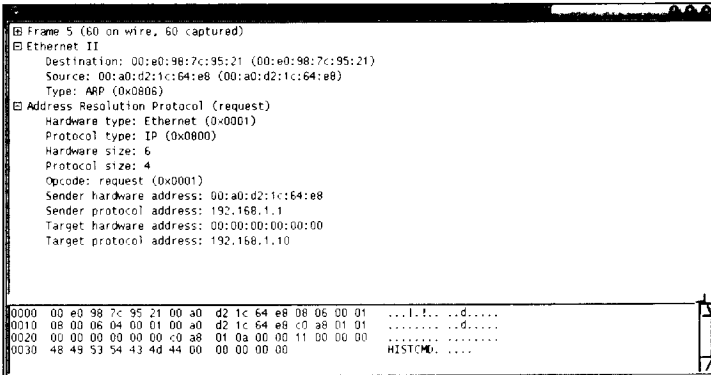 Frame 5 (60 on wire, 60 captured)
Ethernet II
Destination: 00:e0:98:7c:95:21 (00:e0:98:7c:95:21)
Source: 00:a0:d2:1c:64:e8 (00:a0:d2:1c:64:e8)
Type: ARP (0x0806)
Address Resolution Protocol (request)
Hardware type: Ethernet (0x0001)
Protocol type: IP (0x0800)
Hardware size: 6
Protocol size: 4
Opcode: request (0x0001)
Sender hardware address: 00:a0:d2:1c:64:e8
Sender protocol address: 192.168.1.1
Target hardware address: 00:00:00:00:00:00
Target protocol address: 192.168.1.10
0000 00 e0 98 7c 95 21 00 a0 d2 1c 64 e8 08 06 00 01 ...|.!.. ..d.....
0010 08 00 06 04 00 01 00 a0 d2 1c 64 e8 c0 a8 01 01 ........ ..d.....
0020 00 00 00 00 00 00 c0 a8 01 0a 00 00 11 00 00 00 ........ ........
0030 48 49 53 54 43 4d 44 00 00 00 00 00 HISTCMD. ....